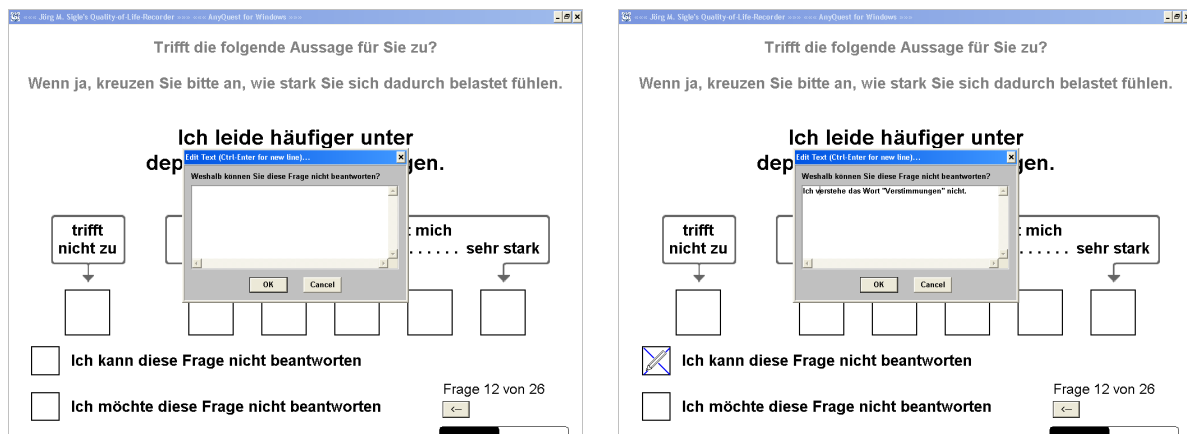 === Jörg M. Sigle's Quality-of-Life-Recorder === === AnyQuest for Windows ===
Trifft die folgende Aussage für Sie zu?
Wenn ja, kreuzen Sie bitte an, wie stark Sie sich dadurch belastet fühlen.
Ich leide häufiger unter
dep gen.
Edit Text (Ctrl-Enter for new line)...
Weshalb können Sie diese Frage nicht beantworten?
OK Cancel
trifft
nicht zu
t mich
. . . . . . sehr stark
Ich kann diese Frage nicht beantworten
Ich möchte diese Frage nicht beantworten
Frage 12 von 26
<--
=== Jörg M. Sigle's Quality-of-Life-Recorder === === AnyQuest for Windows ===
Trifft die folgende Aussage für Sie zu?
Wenn ja, kreuzen Sie bitte an, wie stark Sie sich dadurch belastet fühlen.
Ich leide häufiger unter
dep gen.
Edit Text (Ctrl-Enter for new line)...
Weshalb können Sie diese Frage nicht beantworten?
Ich verstehe das Wort "Verstimmungen" nicht.
OK Cancel
trifft
nicht zu
t mich
. . . . . . sehr stark
Ich kann diese Frage nicht beantworten
Ich möchte diese Frage nicht beantworten
Frage 12 von 26
<--